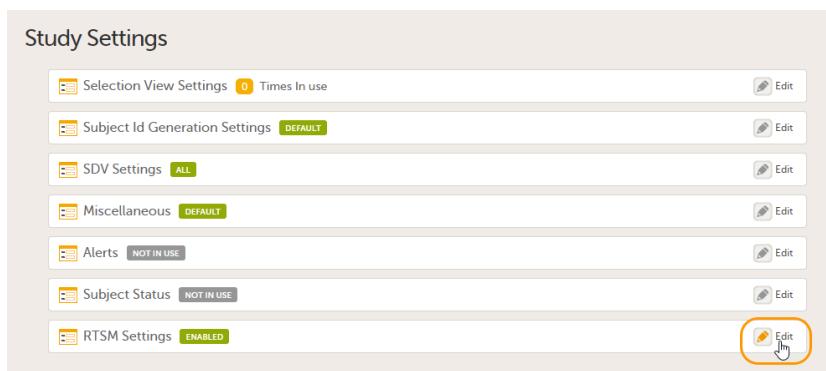 Study Settings
Selection View Settings 0 Times In use Edit
Subject Id Generation Settings DEFAULT Edit
SDV Settings ALL Edit
Miscellaneous DEFAULT Edit
Alerts NOT IN USE Edit
Subject Status NOT IN USE Edit
RTSM Settings ENABLED Edit